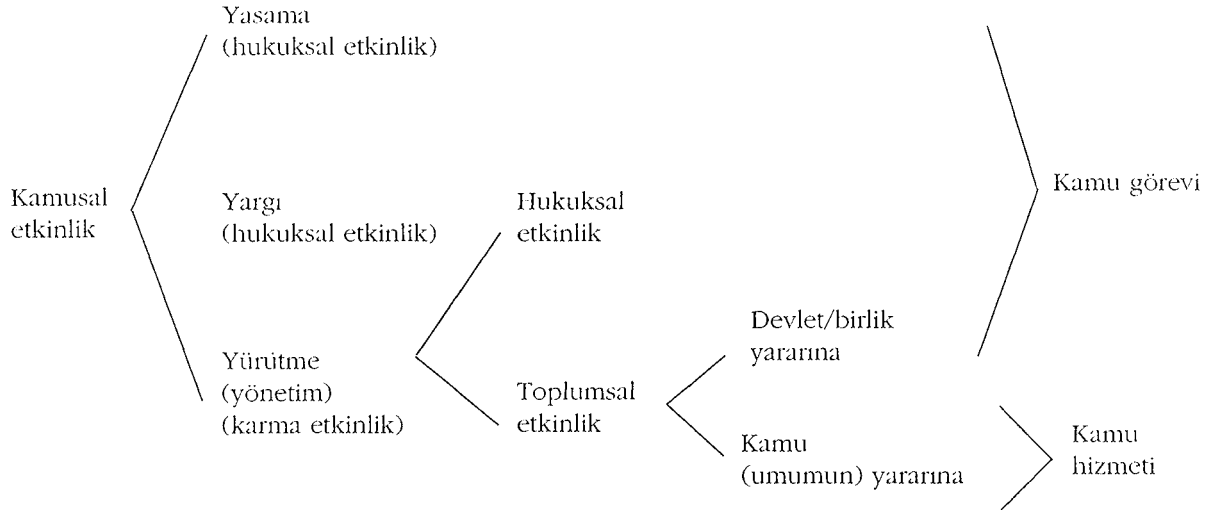 Yasama
(hukuksal etkinlik)
Kamusal
etkinlik
Yargı
(hukuksal etkinlik)
Hukuksal
etkinlik
Kamu görevi
Yürütme
(yönetim)
(karma etkinlik)
Toplumsal
etkinlik
Devlet/birlik
yararına
Kamu
(umumun) yararına
Kamu
hizmeti